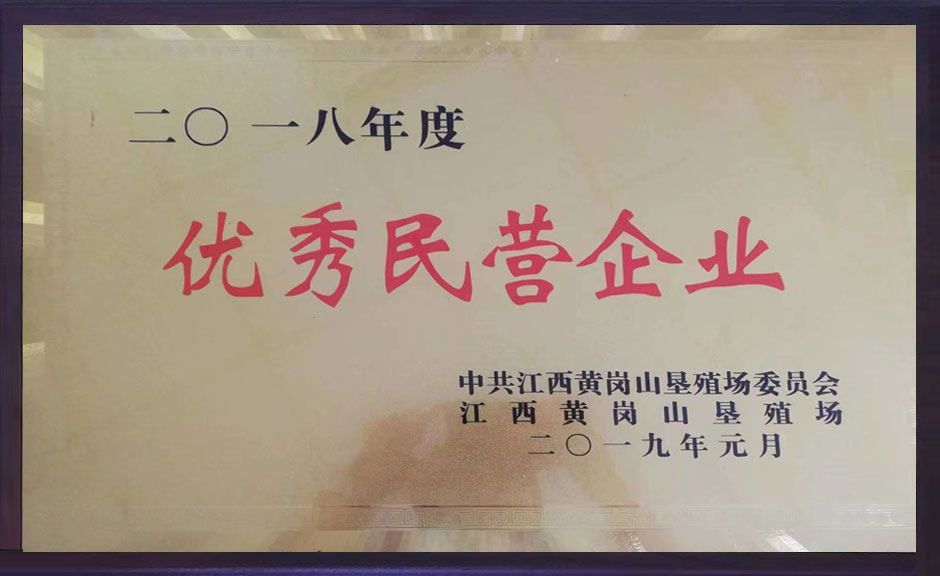 二〇一八年度
优秀民营企业
中共江西黄岗山垦殖场委员会
江西黄岗山垦殖场
二〇一九年元月